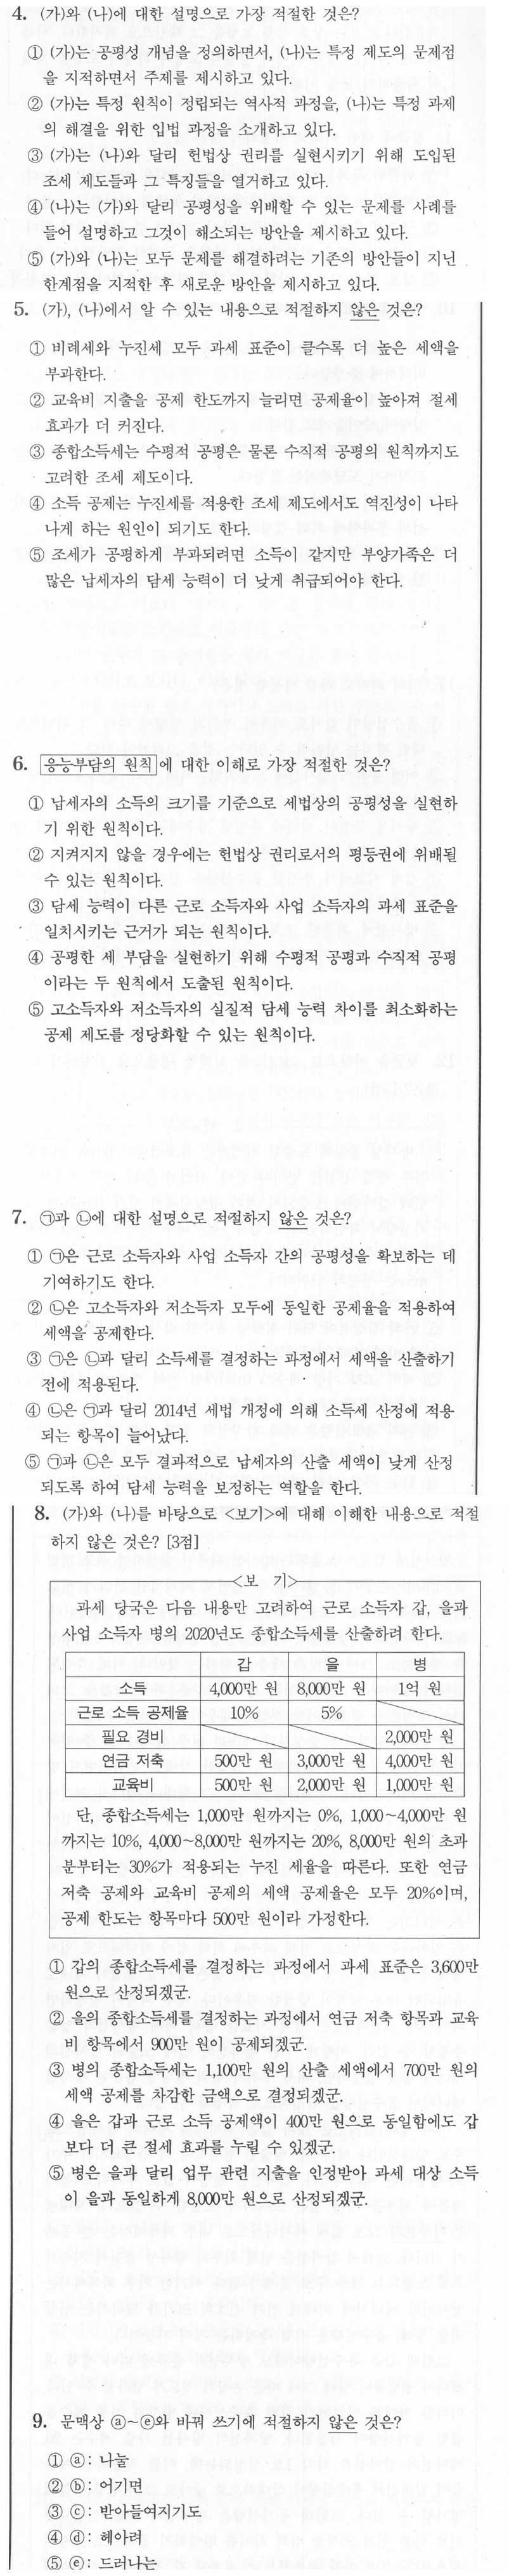 4. (가)와 (나)에 대한 설명으로 가장 적절한 것은?
① (가)는 공평성 개념을 정의하면서, (나)는 특정 제도의 문제점
을 지적하면서 주제를 제시하고 있다.
② (가)는 특정 원칙이 정립되는 역사적 과정을, (나)는 특정 과제
의 해결을 위한 입법 과정을 소개하고 있다.
③ (가)는 (나)와 달리 헌법상 권리를 실현시키기 위해 도입된
조세 제도들과 그 특징들을 열거하고 있다.
④ (나)는 (가)와 달리 공평성을 위배할 수 있는 문제를 사례를
들어 설명하고 그것이 해소되는 방안을 제시하고 있다.
⑤ (가)와 (나)는 모두 문제를 해결하려는 기존의 방안들이 지닌
한계점을 지적한 후 새로운 방안을 제시하고 있다.
5. (가), (나)에서 알 수 있는 내용으로 적절하지 않은 것은?
① 비례세와 누진세 모두 과세 표준이 클수록 더 높은 세액을
부과한다.
② 교육비 지출을 공제 한도까지 늘리면 공제율이 높아져 절세
효과가 더 커진다.
③ 종합소득세는 수평적 공평은 물론 수직적 공평의 원칙까지도
고려한 조세 제도이다.
④ 소득 공제는 누진세를 적용한 조세 제도에서도 역진성이 나타
나게 하는 원인이 되기도 한다.
⑤ 조세가 공평하게 부과되려면 소득이 같지만 부양가족은 더
많은 납세자의 담세 능력이 더 낮게 취급되어야 한다.
6. 응능부담의 원칙에 대한 이해로 가장 적절한 것은?
① 납세자의 소득의 크기를 기준으로 세법상의 공평성을 실현하
기 위한 원칙이다.
② 지켜지지 않을 경우에는 헌법상 권리로서의 평등권에 위배될
수 있는 원칙이다.
③ 담세 능력이 다른 근로 소득자와 사업 소득자의 과세 표준을
일치시키는 근거가 되는 원칙이다.
④ 공평한 세 부담을 실현하기 위해 수평적 공평과 수직적 공평
이라는 두 원칙에서 도출된 원칙이다.
⑤ 고소득자와 저소득자의 실질적 담세 능력 차이를 최소화하는
공제 제도를 정당화할 수 있는 원칙이다.
7. ㉠과 ㉡에 대한 설명으로 적절하지 않은 것은?
① ㉠은 근로 소득자와 사업 소득자 간의 공평성을 확보하는 데
기여하기도 한다.
② ㉡은 고소득자와 저소득자 모두에 동일한 공제율을 적용하여
세액을 공제한다.
③ ㉠은 ㉡과 달리 소득세를 결정하는 과정에서 세액을 산출하기
전에 적용된다.
④ ㉡은 ㉠과 달리 2014년 세법 개정에 의해 소득세 산정에 적용
되는 항목이 늘어났다.
⑤ ㉠과 ㉡은 모두 결과적으로 납세자의 산출 세액이 낮게 산정
되도록 하여 담세 능력을 보정하는 역할을 한다.
8. (가)와 (나)를 바탕으로 <보기>에 대해 이해한 내용으로 적절
하지 않은 것은? [3점]
<보 기>
과세 당국은 다음 내용만 고려하여 근로 소득자 갑, 을과
사업 소득자 병의 2020년도 종합소득세를 산출하려 한다.
갑 을 병
소득 4,000만 원 8,000만 원 1억 원
근로 소득 공제율 10% 5%
필요 경비 2,000만 원
연금 저축 500만 원 3,000만 원 4,000만 원
교육비 500만 원 2,000만 원 1,000만 원
단, 종합소득세는 1,000만 원까지는 0%, 1,000~4,000만 원
까지는 10%, 4,000~8,000만 원까지는 20%, 8,000만 원의 초과
분부터는 30%가 적용되는 누진 세율을 따른다. 또한 연금
저축 공제와 교육비 공제의 세액 공제율은 모두 20%이며,
공제 한도는 항목마다 500만 원이라 가정한다.
① 갑의 종합소득세를 결정하는 과정에서 과세 표준은 3,600만
원으로 산정되겠군.
② 을의 종합소득세를 결정하는 과정에서 연금 저축 항목과 교육
비 항목에서 900만 원이 공제되겠군.
③ 병의 종합소득세는 1,100만 원의 산출 세액에서 700만 원의
세액 공제를 차감한 금액으로 결정되겠군.
④ 을은 갑과 근로 소득 공제액이 400만 원으로 동일함에도 갑
보다 더 큰 절세 효과를 누릴 수 있겠군.
⑤ 병은 을과 달리 업무 관련 지출을 인정받아 과세 대상 소득
이 을과 동일하게 8,000만 원으로 산정되겠군.
9. 문맥상 ⓐ~ⓔ와 바꿔 쓰기에 적절하지 않은 것은?
① ⓐ: 나눌
② ⓑ: 어기면
③ ⓒ: 받아들여지기도
④ ⓓ: 헤아려
⑤ ⓔ: 드러나는